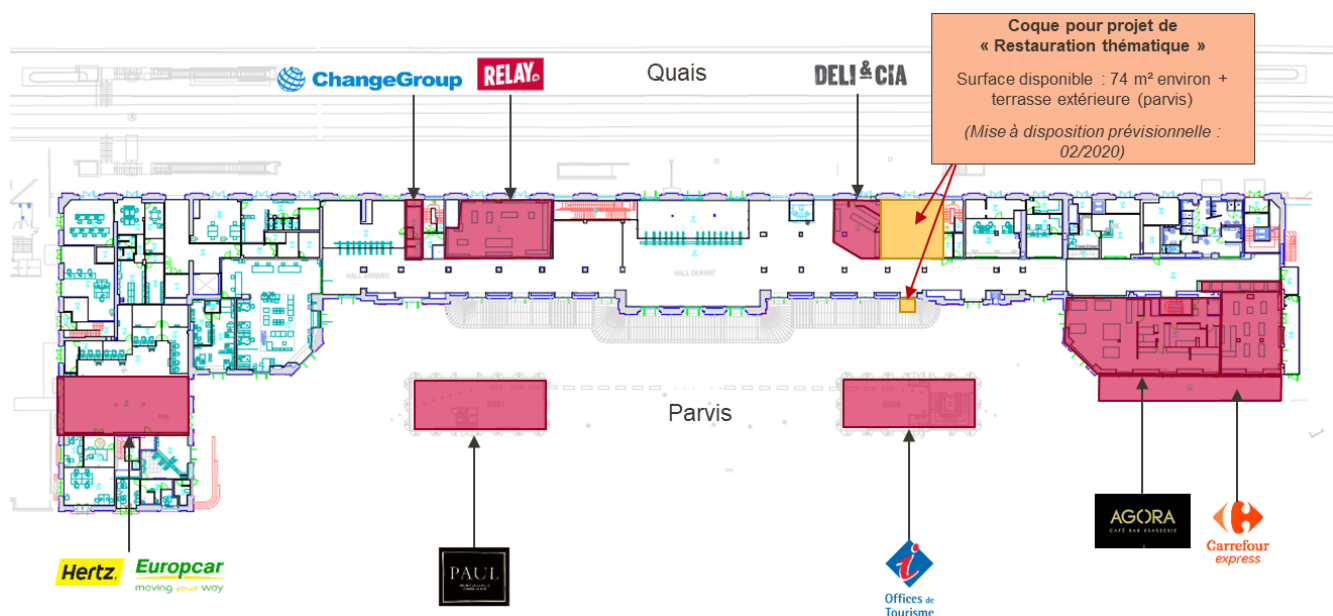 Coque pour projet de
« Restauration thématique »
Surface disponible : 74 m² environ +
terrasse extérieure (parvis)
(Mise à disposition prévisionnelle :
02/2020)
ChangeGroup
RELAY
Quais
DELI & CIA
HALL ARRIVEE
HALL DEPART
Parvis
Hertz.
Europcar
moving your way
PAUL
Offices de
Tourisme
AGORA
CAFÉ BAR BRASSERIE
Carrefour
express